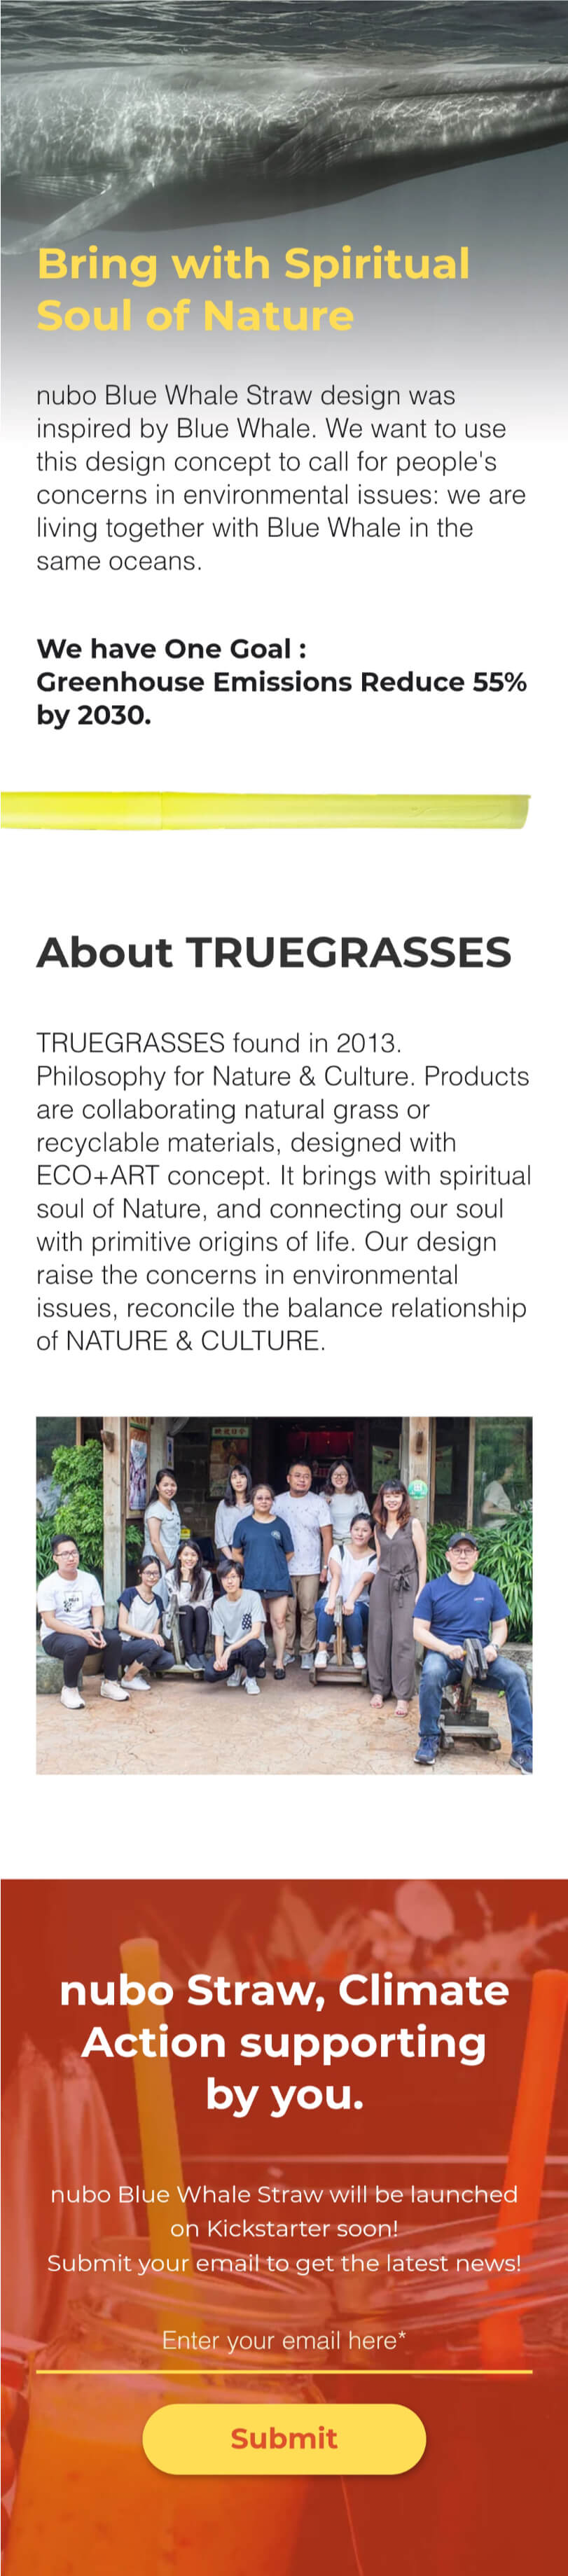 Bring with Spiritual
Soul of Nature
nubo Blue Whale Straw design was
inspired by Blue Whale. We want to use
this design concept to call for people's
concerns in environmental issues: we are
living together with Blue Whale in the
same oceans.
We have One Goal :
Greenhouse Emissions Reduce 55%
by 2030.
About TRUEGRASSES
TRUEGRASSES found in 2013.
Philosophy for Nature & Culture. Products
are collaborating natural grass or
recyclable materials, designed with
ECO+ART concept. It brings with spiritual
soul of Nature, and connecting our soul
with primitive origins of life. Our design
raise the concerns in environmental
issues, reconcile the balance relationship
of NATURE & CULTURE.
nubo Straw, Climate
Action supporting
by you.
nubo Blue Whale Straw will be launched
on Kickstarter soon!
Submit your email to get the latest news!
Enter your email here*
Submit